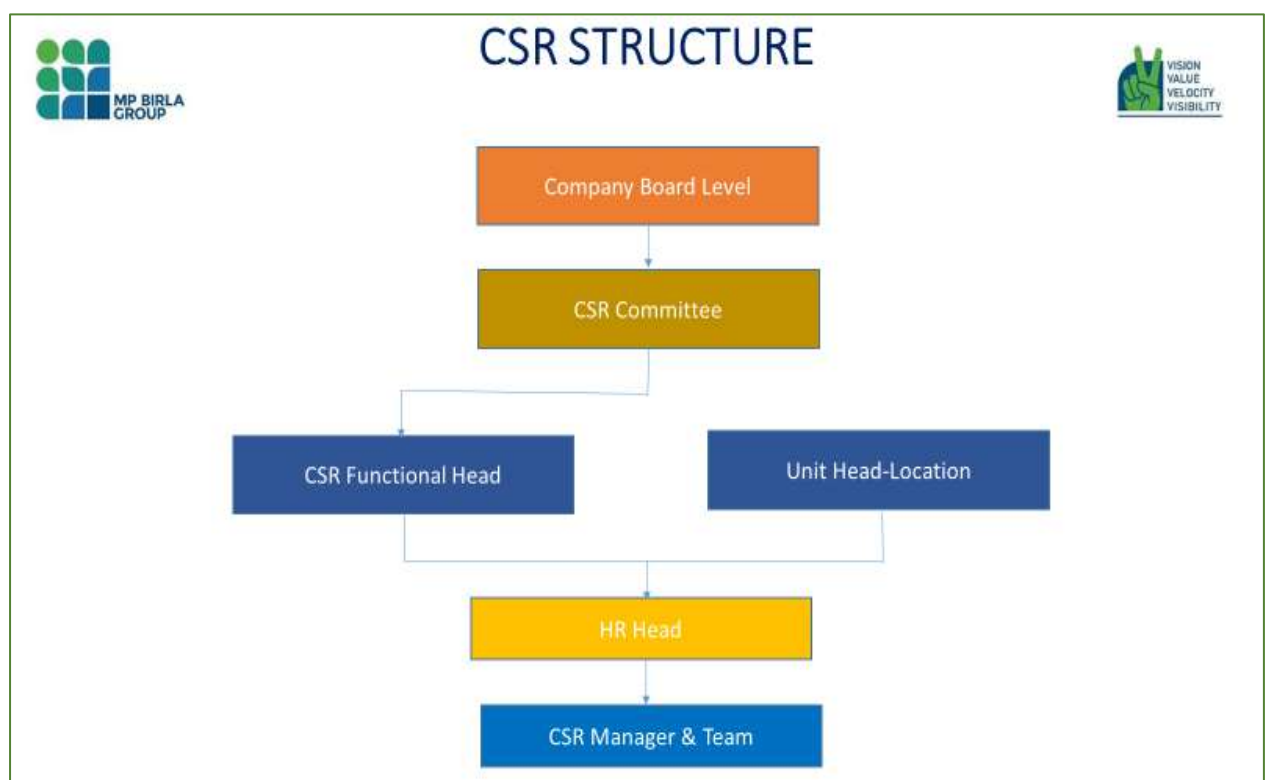 CSR STRUCTURE
MP BIRLA
GROUP
VISION
VALUE
VELOCITY
VISIBILITY
Company Board Level
CSR Committee
CSR Functional Head
Unit Head-Location
HR Head
CSR Manager & Team